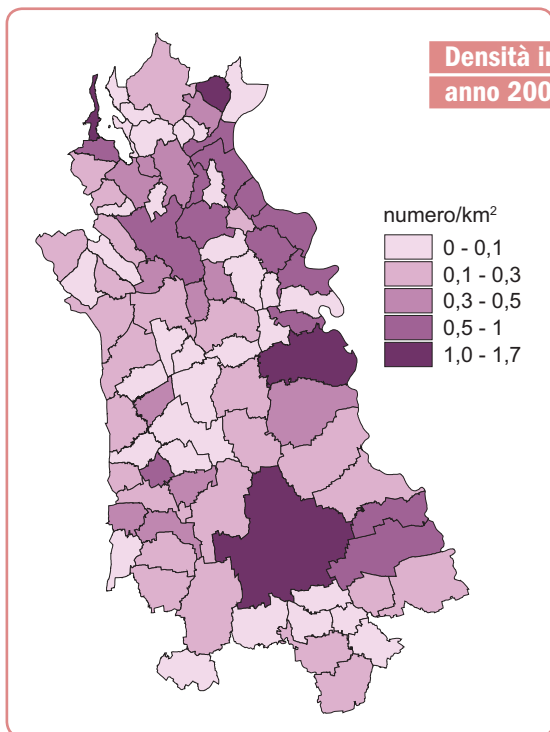 Densità
anno
numero/km²
0 - 0,1
0,1 - 0,3
0,3 - 0,5
0,5 - 1
1,0 - 1,7